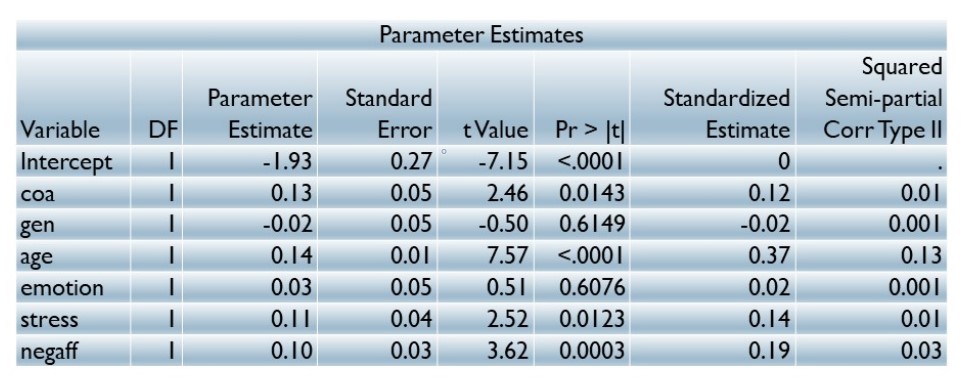 Parameter Estimates
Squared
Parameter Standard Standardized Semi-partial
Variable DF Estimate Error t Value Pr > |t| Estimate Corr Type II
Intercept 1 -1.93 0.27 -7.15 <.0001 0 .
coa 1 0.13 0.05 2.46 0.0143 0.12 0.01
gen 1 -0.02 0.05 -0.50 0.6149 -0.02 0.001
age 1 0.14 0.01 7.57 <.0001 0.37 0.13
emotion 1 0.03 0.05 0.51 0.6076 0.02 0.001
stress 1 0.11 0.04 2.52 0.0123 0.14 0.01
negaff 1 0.10 0.03 3.62 0.0003 0.19 0.03